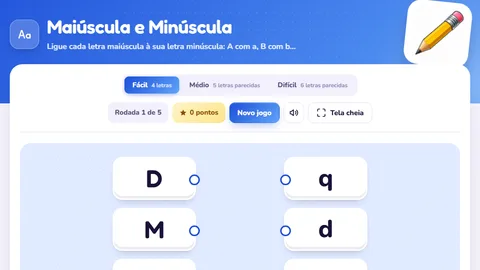 Aa
Maiúscula e Minúscula
Ligue cada letra maiúscula à sua letra minúscula: A com a, B com b...
Fácil 4 letras Médio 5 letras parecidas Difícil 6 letras parecidas
Rodada 1 de 5 ★ 0 pontos Novo jogo Tela cheia
D q
M d